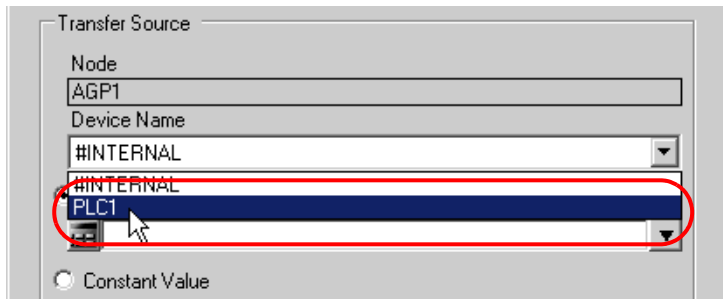 Transfer Source
Node
AGP1
Device Name
#INTERNAL
#INTERNAL
PLC1
Constant Value